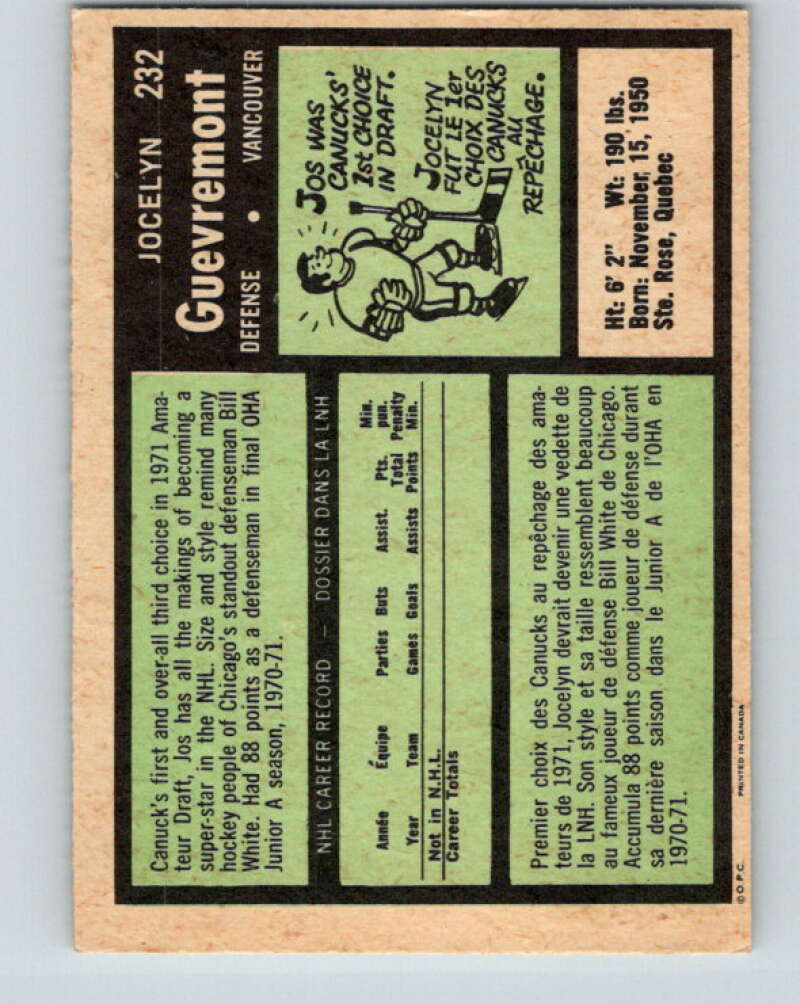 JOCELYN 232
Guevremont
DEFENSE • VANCOUVER
JOS WAS
CANUCKS'
1st CHOICE
IN DRAFT.
JOCELYN
FUT LE 1er
CHOIX DES
CANUCKS
AU
REPÊCHAGE.
Ht: 6' 2" Wt: 190 lbs.
Born: November, 15, 1950
Ste. Rose, Quebec
Canuck's first and over-all third choice in 1971 Ama-
teur Draft, Jos has all the makings of becoming a
super-star in the NHL. Size and style remind many
hockey people of Chicago's standout defenseman Bill
White. Had 88 points as a defenseman in final OHA
Junior A season, 1970-71.
NHL CAREER RECORD — DOSSIER DANS LA LNH
Année Équipe Parties Buts Assist. Pts. Min. pun.
Year Team Games Goals Assists Total Points Penalty Min.
Not in N.H.L.
Career Totals
Premier choix des Canucks au repêchage des ama-
teurs de 1971, Jocelyn devrait devenir une vedette de
la LNH. Son style et sa taille ressemblent beaucoup
au fameux joueur de défense Bill White de Chicago.
Accumula 88 points comme joueur de défense durant
sa dernière saison dans le Junior A de l'OHA en
1970-71.
© O.P.C. PRINTED IN CANADA